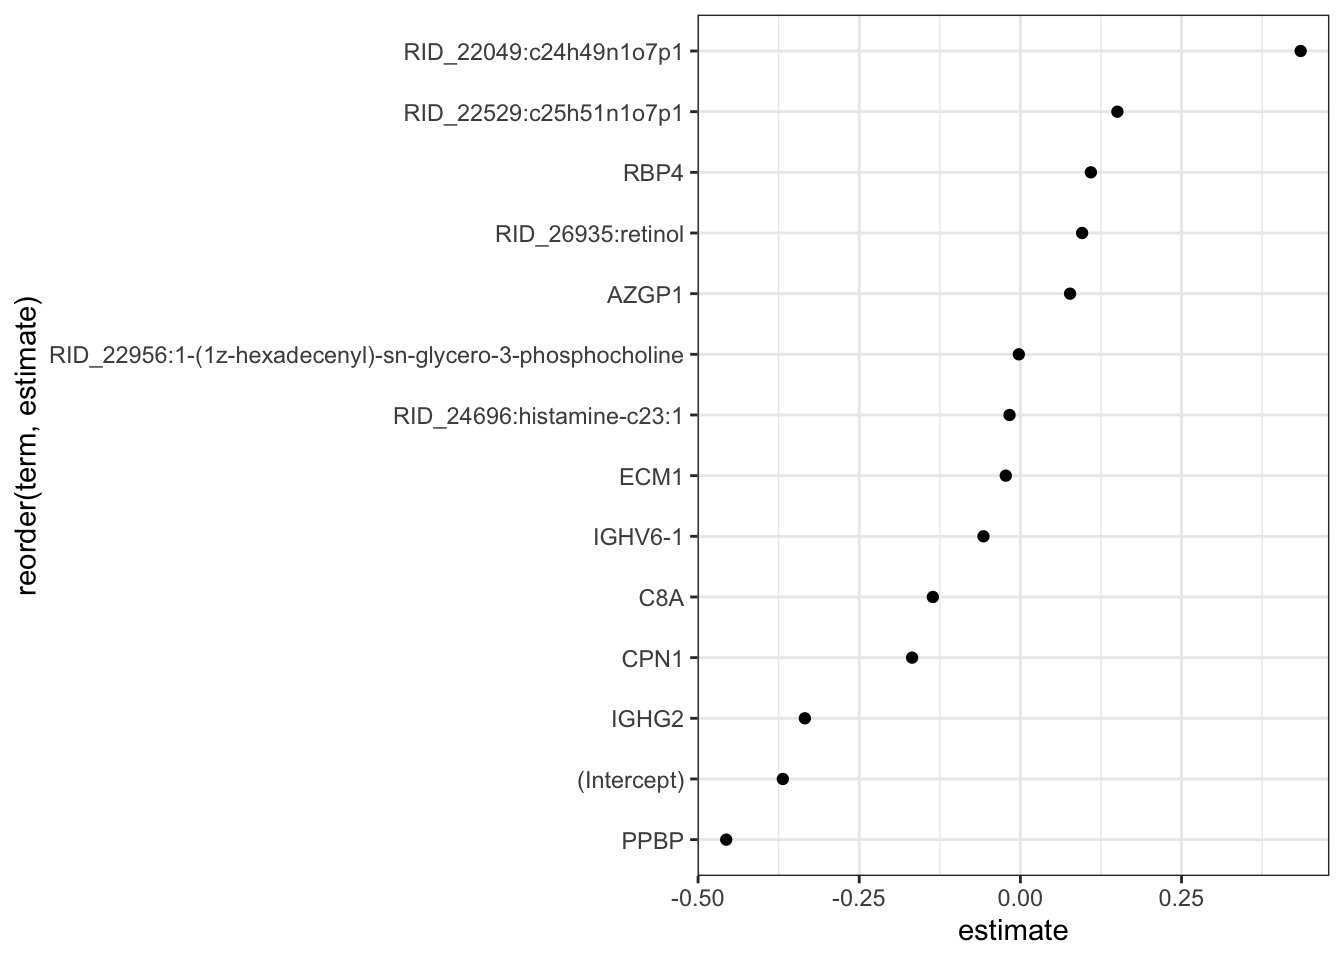 RID_22049:c24h49n1o7p1
RID_22529:c25h51n1o7p1
RBP4
RID_26935:retinol
AZGP1
RID_22956:1-(1z-hexadecenyl)-sn-glycero-3-phosphocholine
RID_24696:histamine-c23:1
ECM1
IGHV6-1
C8A
CPN1
IGHG2
(Intercept)
PPBP
reorder(term, estimate)
-0.50 -0.25 0.00 0.25
estimate